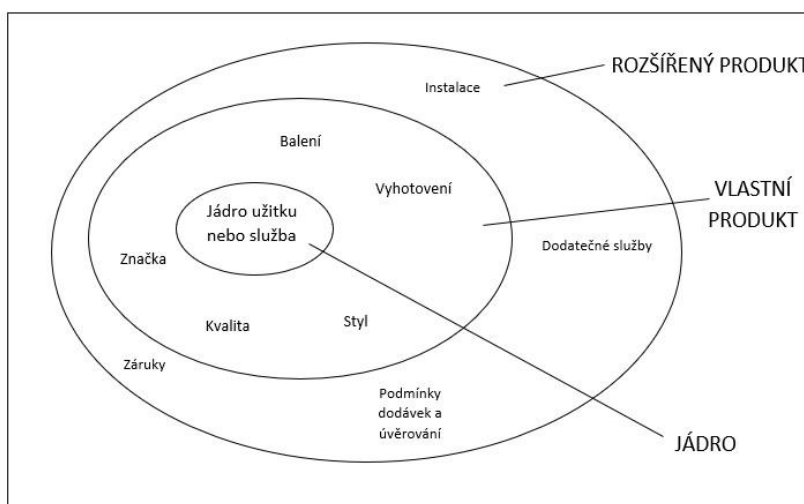 ROZŠÍŘENÝ PRODUKT
Instalace
Balení
Vyhotovení
VLASTNÍ
PRODUKT
Jádro užitku
nebo služba
Dodatečné služby
Značka
Kvalita
Styl
Záruky
Podmínky
dodávek a
úvěrování
JÁDRO